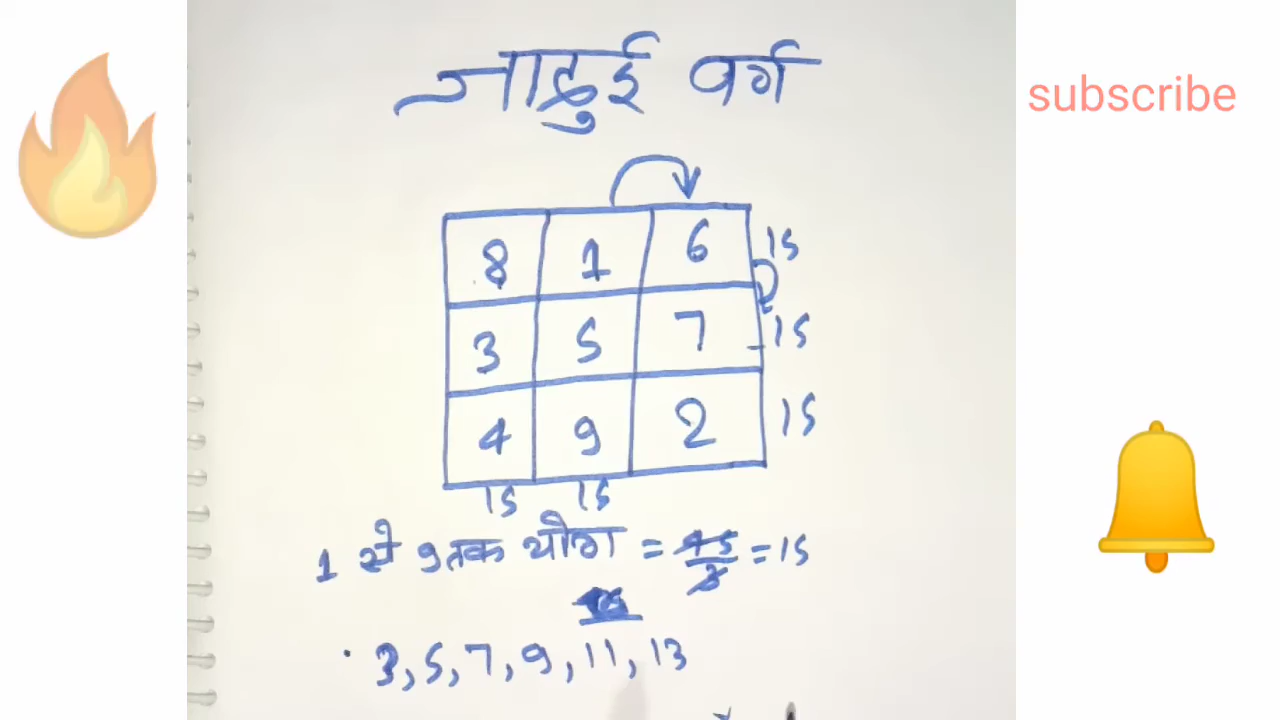 जादुई वर्ग
subscribe
8 1 6 15
3 5 7 15
4 9 2 15
15 15
1 से 9 तक योग = 45/3 = 15
3, 5, 7, 9, 11, 13